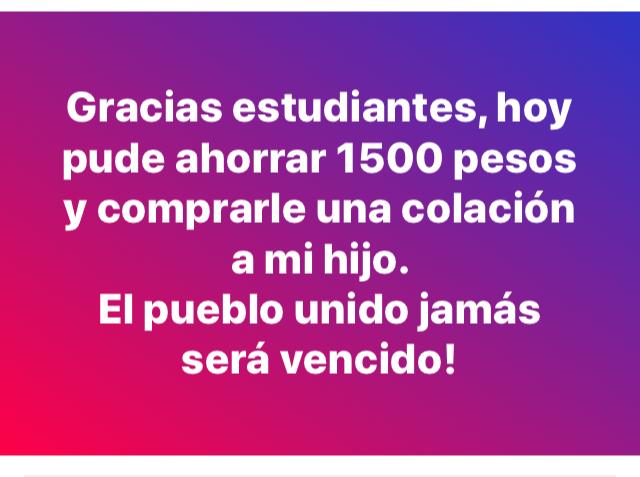 Gracias estudiantes, hoy
pude ahorrar 1500 pesos
y comprarle una colación
a mi hijo.
El pueblo unido jamás
será vencido!